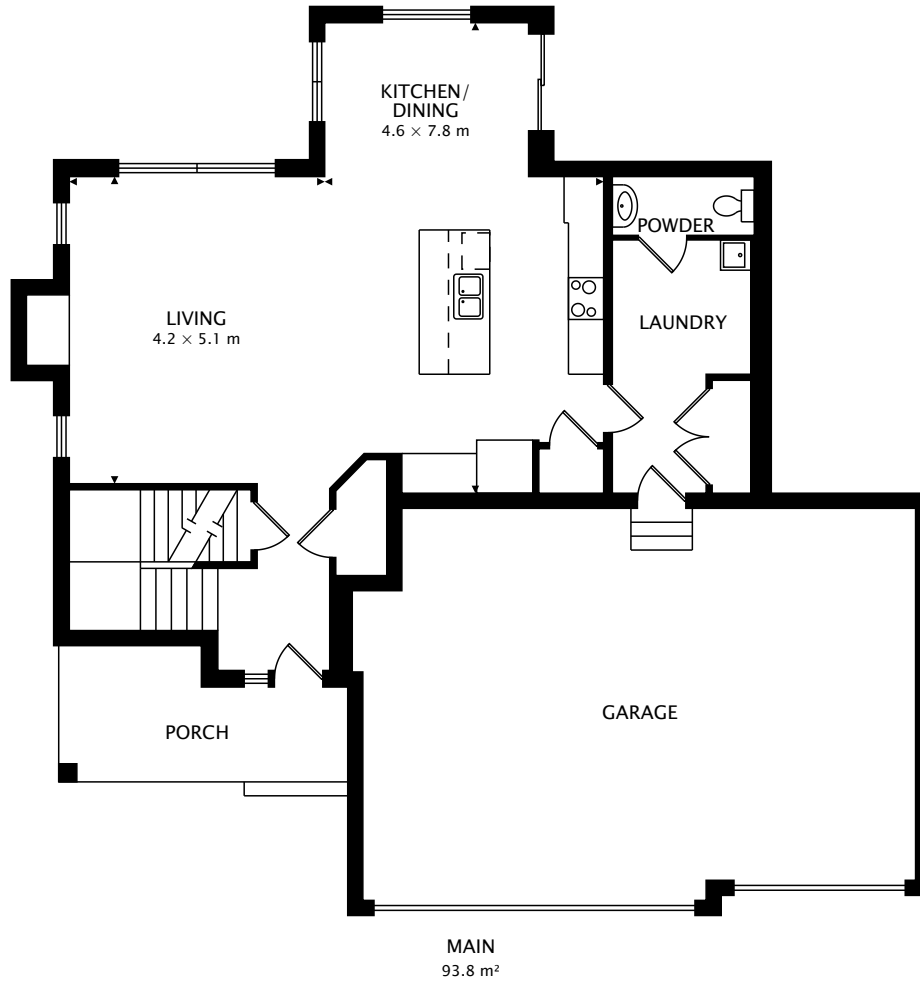 KITCHEN/
DINING
4.6 × 7.8 m
POWDER
LIVING
4.2 × 5.1 m
LAUNDRY
GARAGE
PORCH
MAIN
93.8 m²